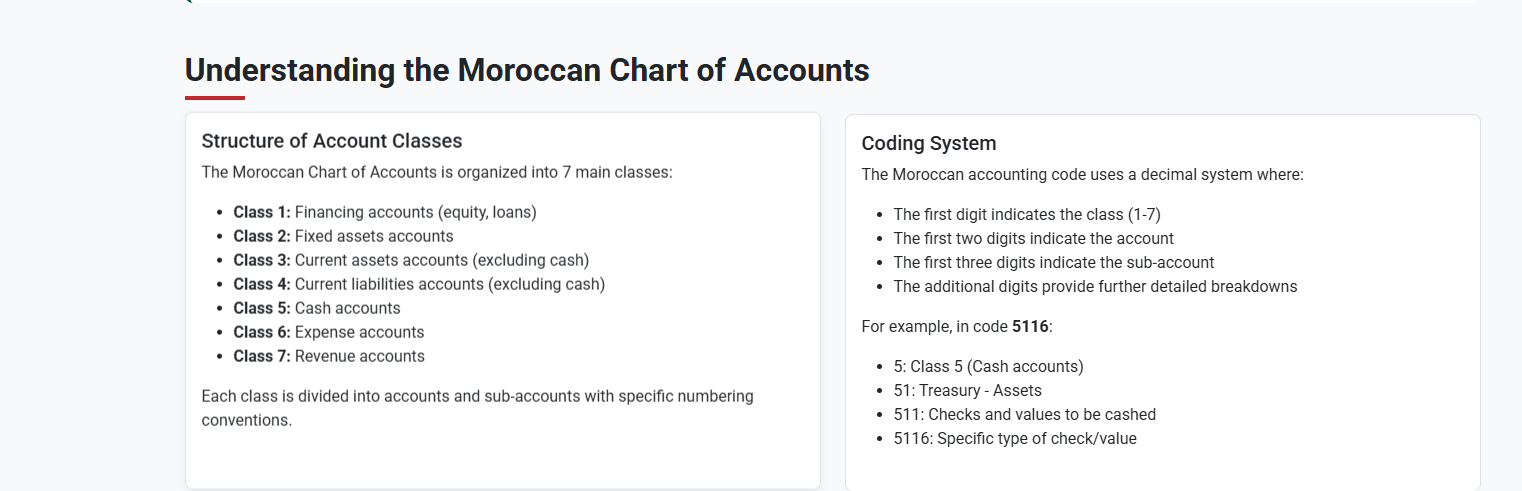 Understanding the Moroccan Chart of Accounts
Structure of Account Classes
The Moroccan Chart of Accounts is organized into 7 main classes:
• Class 1: Financing accounts (equity, loans)
• Class 2: Fixed assets accounts
• Class 3: Current assets accounts (excluding cash)
• Class 4: Current liabilities accounts (excluding cash)
• Class 5: Cash accounts
• Class 6: Expense accounts
• Class 7: Revenue accounts
Each class is divided into accounts and sub-accounts with specific numbering
conventions.
Coding System
The Moroccan accounting code uses a decimal system where:
• The first digit indicates the class (1-7)
• The first two digits indicate the account
• The first three digits indicate the sub-account
• The additional digits provide further detailed breakdowns
For example, in code 5116:
• 5: Class 5 (Cash accounts)
• 51: Treasury - Assets
• 511: Checks and values to be cashed
• 5116: Specific type of check/value